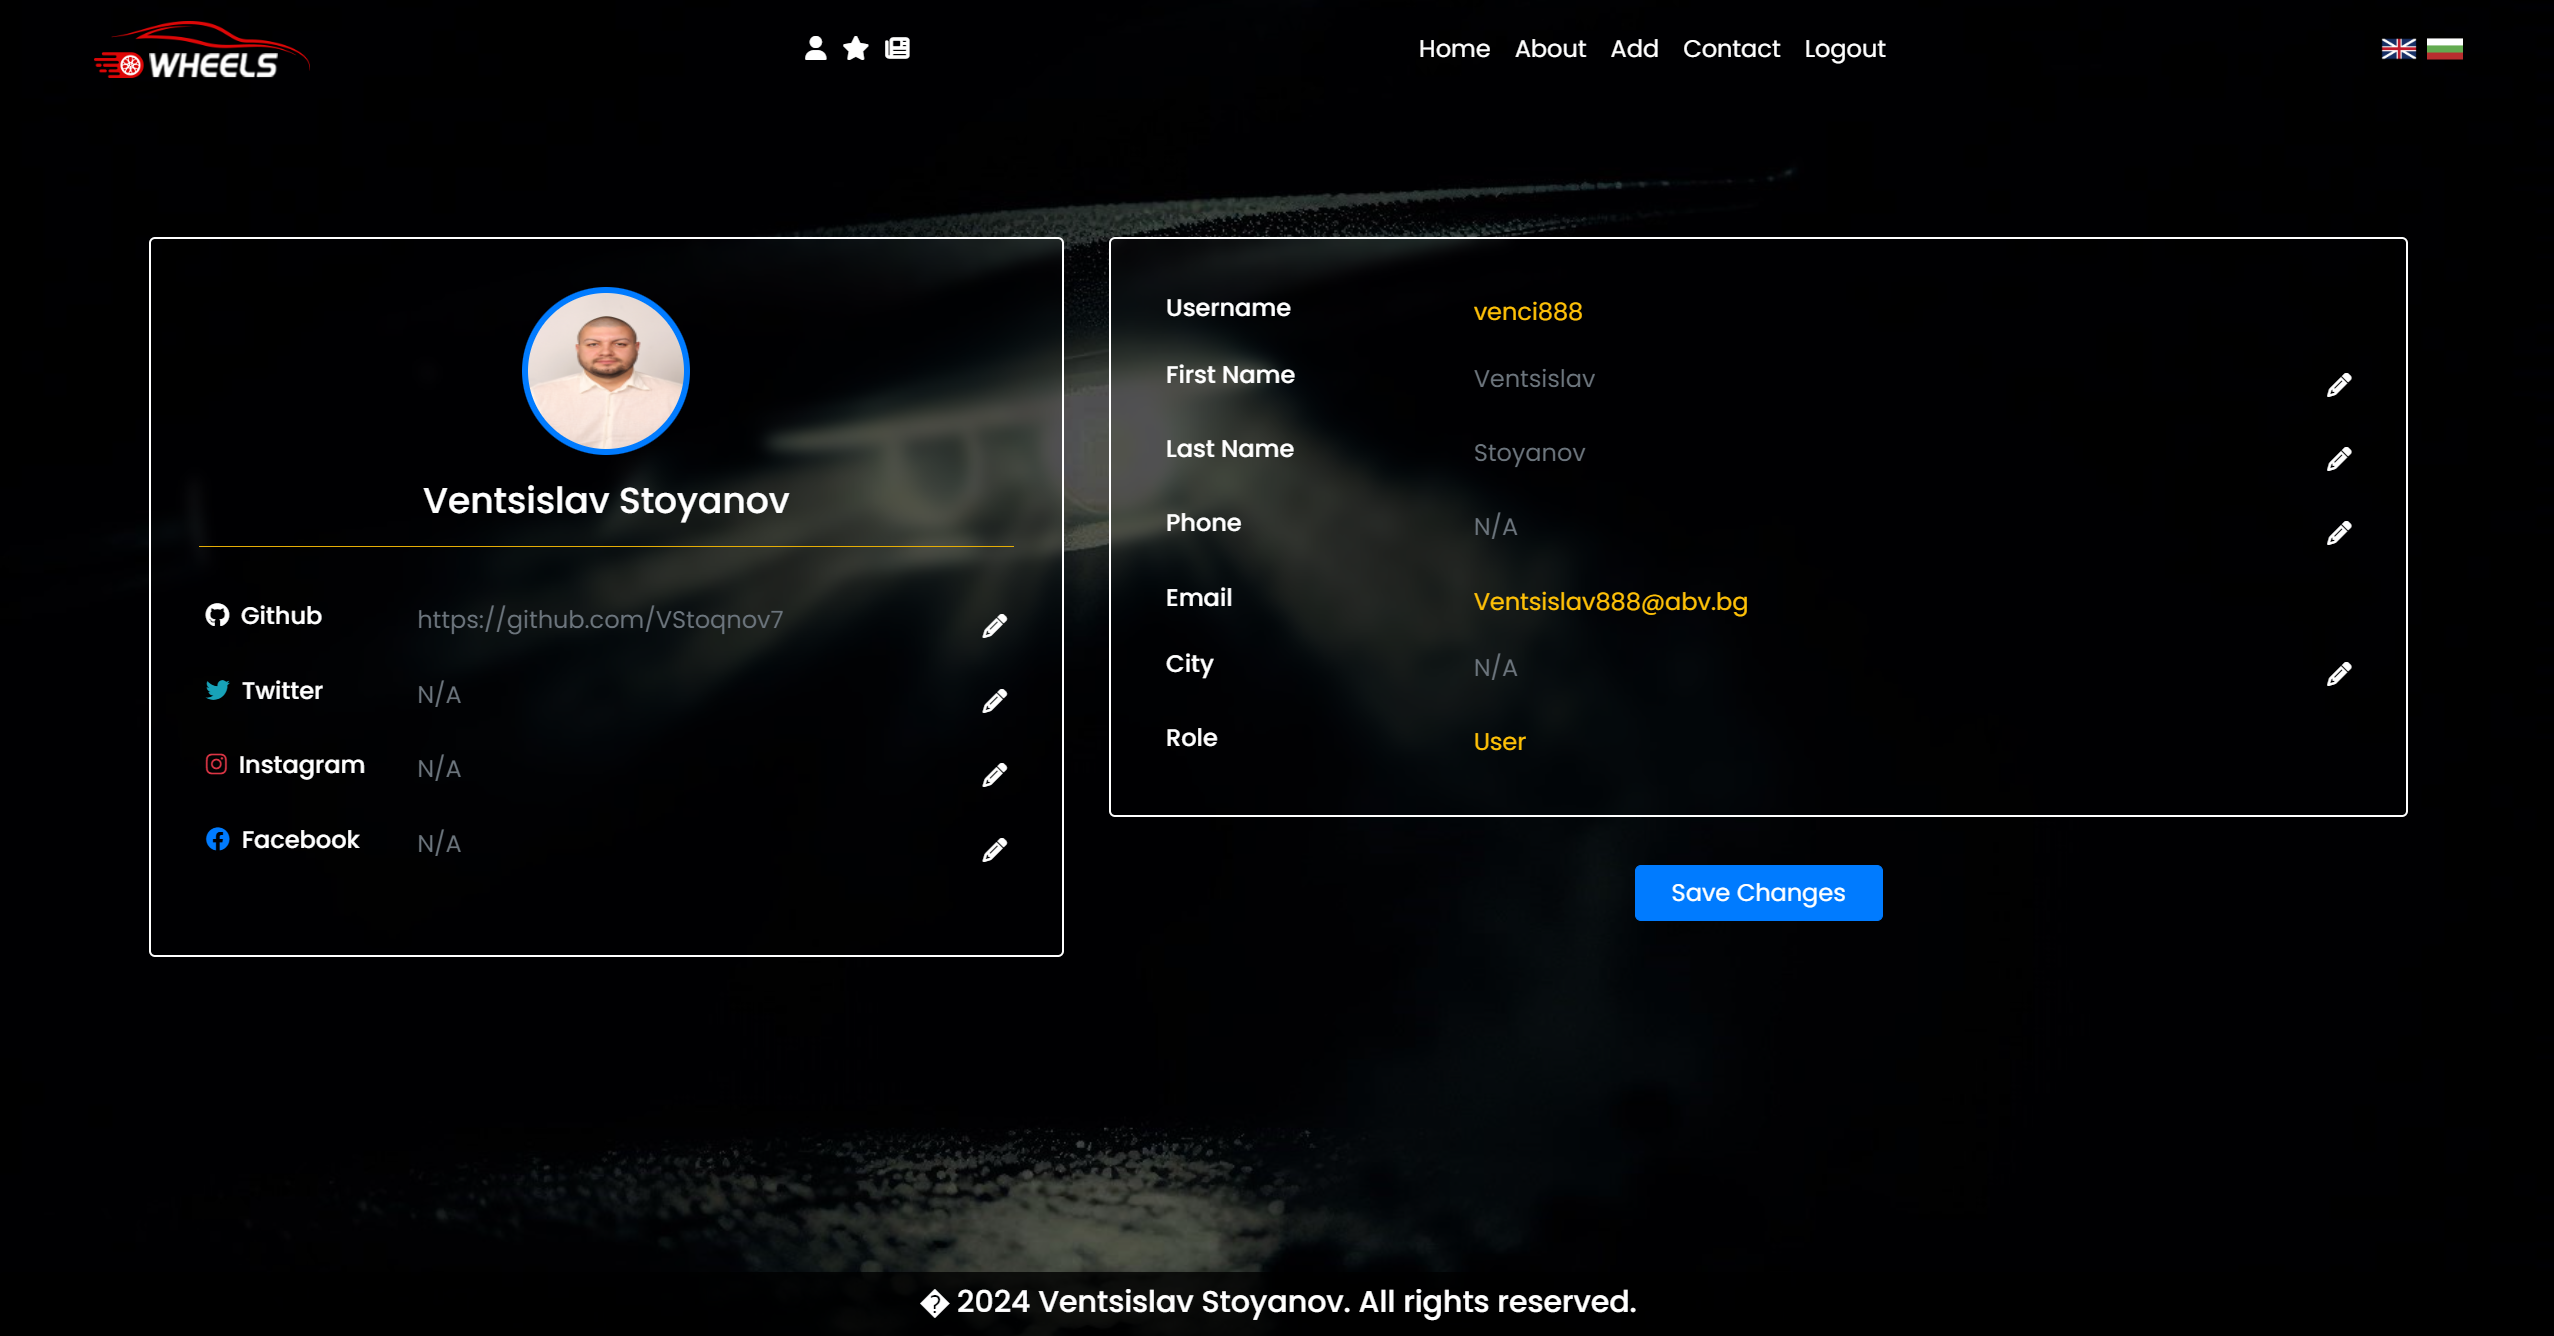 WHEELS
Home About Add Contact Logout
Ventsislav Stoyanov
Github https://github.com/VStoqnov7
Twitter N/A
Instagram N/A
Facebook N/A
Username venci888
First Name Ventsislav
Last Name Stoyanov
Phone N/A
Email Ventsislav888@abv.bg
City N/A
Role User
Save Changes
� 2024 Ventsislav Stoyanov. All rights reserved.